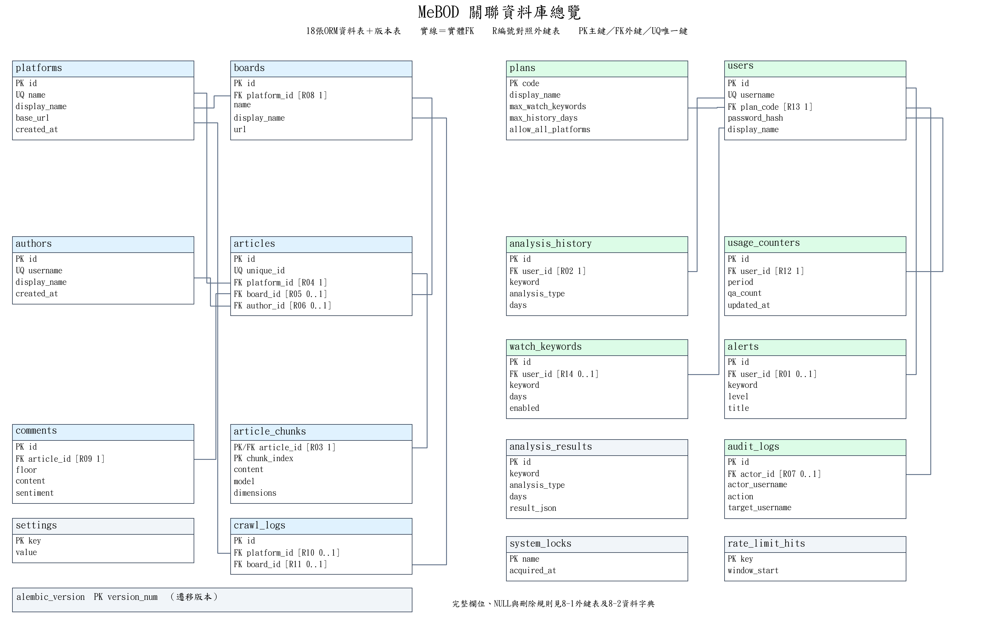 MeBOD 關聯資料庫總覽
18張ORM資料表＋版本表　實線＝實體FK　R編號對照外鍵表　PK主鍵／FK外鍵／UQ唯一鍵
platforms
PK id
UQ name
display_name
base_url
created_at
boards
PK id
FK platform_id [R08 1]
name
display_name
url
plans
PK code
display_name
max_watch_keywords
max_history_days
allow_all_platforms
users
PK id
UQ username
FK plan_code [R13 1]
password_hash
display_name
authors
PK id
UQ username
display_name
created_at
articles
PK id
UQ unique_id
FK platform_id [R04 1]
FK board_id [R05 0..1]
FK author_id [R06 0..1]
analysis_history
PK id
FK user_id [R02 1]
keyword
analysis_type
days
usage_counters
PK id
FK user_id [R12 1]
period
qa_count
updated_at
watch_keywords
PK id
FK user_id [R14 0..1]
keyword
days
enabled
alerts
PK id
FK user_id [R01 0..1]
keyword
level
title
comments
PK id
FK article_id [R09 1]
floor
content
sentiment
article_chunks
PK/FK article_id [R03 1]
PK chunk_index
content
model
dimensions
analysis_results
PK id
keyword
analysis_type
days
result_json
audit_logs
PK id
FK actor_id [R07 0..1]
actor_username
action
target_username
settings
PK key
value
crawl_logs
PK id
FK platform_id [R10 0..1]
FK board_id [R11 0..1]
system_locks
PK name
acquired_at
rate_limit_hits
PK key
window_start
alembic_version　PK version_num　（遷移版本）
完整欄位、NULL與刪除規則見8-1外鍵表及8-2資料字典